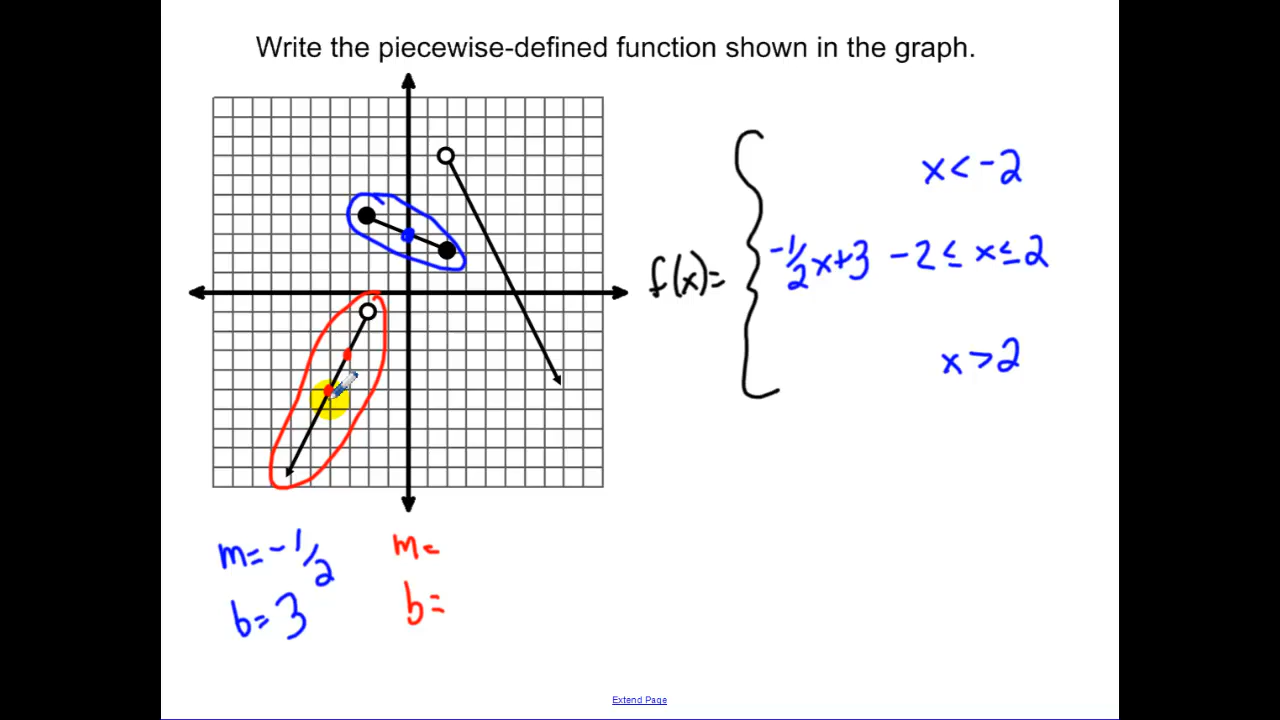 Write the piecewise-defined function shown in the graph.
x < -2
f(x)= -1/2x+3 -2 ≤ x ≤ 2
x > 2
m = -1/2 m =
b = 3 b =
Extend Page